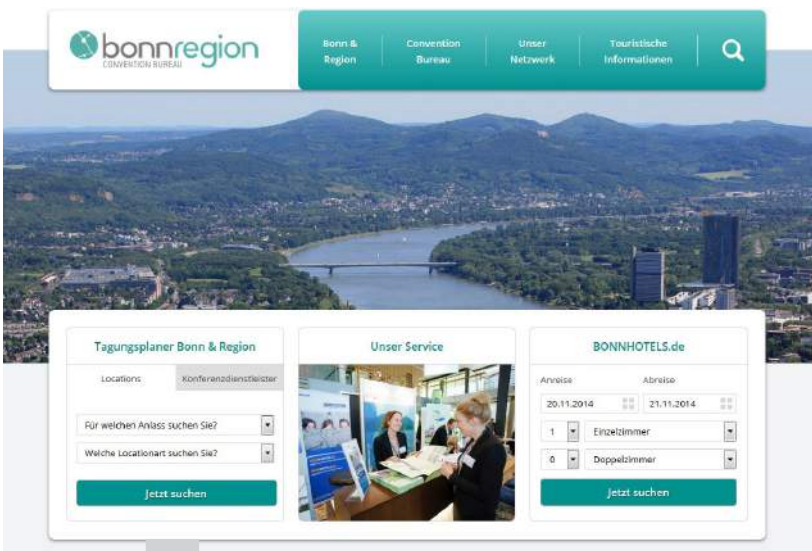 bonnregion
CONVENTION BUREAU
Bonn &
Region
Convention
Bureau
Unser
Netzwerk
Touristische
Informationen
Tagungsplaner Bonn & Region
Locations
Konferenzdienstleister
Für welchen Anlass suchen Sie?
Welche Locationart suchen Sie?
Jetzt suchen
Unser Service
BONNHOTELS.de
Anreise Abreise
20.11.2014 21.11.2014
1 Einzelzimmer
0 Doppelzimmer
Jetzt suchen